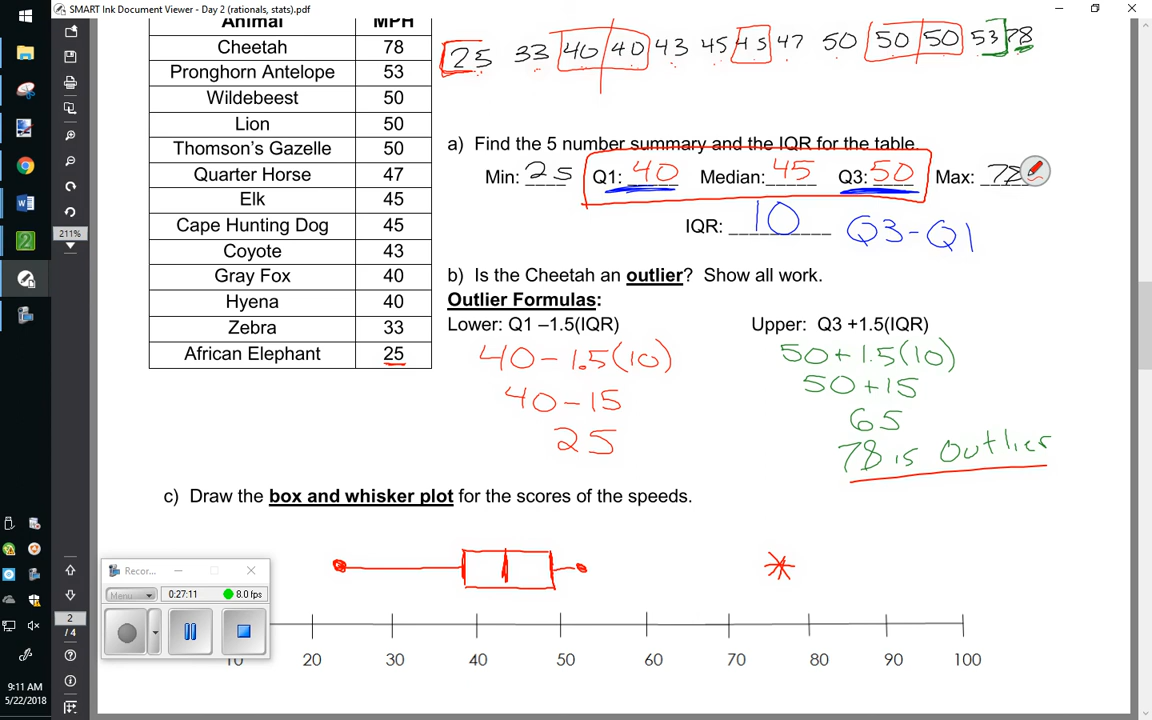 SMART Ink Document Viewer - Day 2 (rationals, stats).pdf
Animal MPH
Cheetah 78
Pronghorn Antelope 53
Wildebeest 50
Lion 50
Thomson's Gazelle 50
Quarter Horse 47
Elk 45
Cape Hunting Dog 45
Coyote 43
Gray Fox 40
Hyena 40
Zebra 33
African Elephant 25
25 33 40 40 43 45 45 47 50 50 50 53 78
a) Find the 5 number summary and the IQR for the table.
Min: 25 Q1: 40 Median: 45 Q3: 50 Max: 78
IQR: 10 Q3-Q1
b) Is the Cheetah an outlier? Show all work.
Outlier Formulas:
Lower: Q1 –1.5(IQR) Upper: Q3 +1.5(IQR)
40-1.5(10) 50+1.5(10)
40-15 50+15
25 65
78 is Outlier
c) Draw the box and whisker plot for the scores of the speeds.
10 20 30 40 50 60 70 80 90 100
Recor...
Menu 0:27:11 8.0 fps
211%
2
/ 4
9:11 AM
5/22/2018